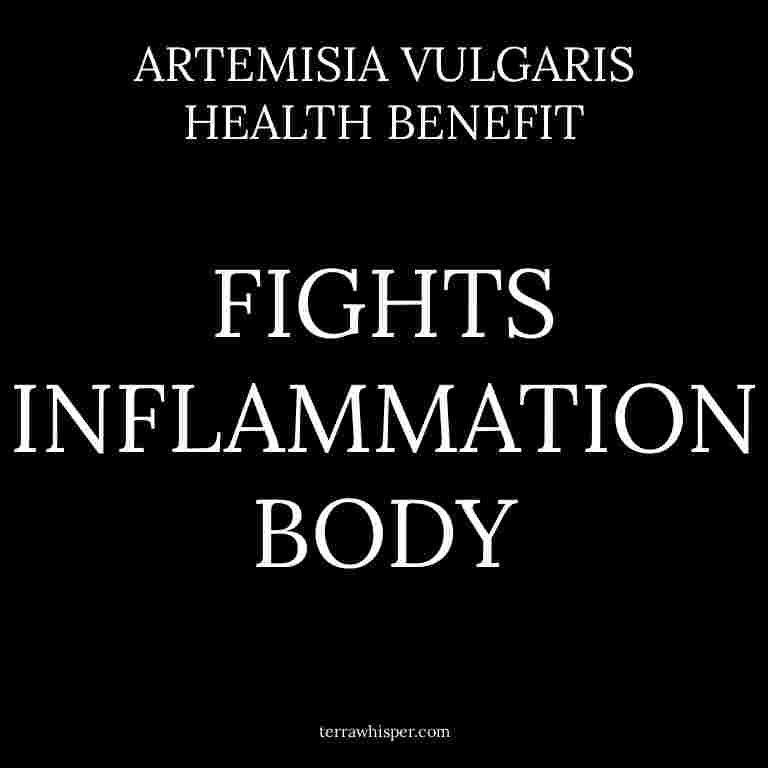 ARTEMISIA VULGARIS
HEALTH BENEFIT
FIGHTS
INFLAMMATION
BODY
terrawhisper.com